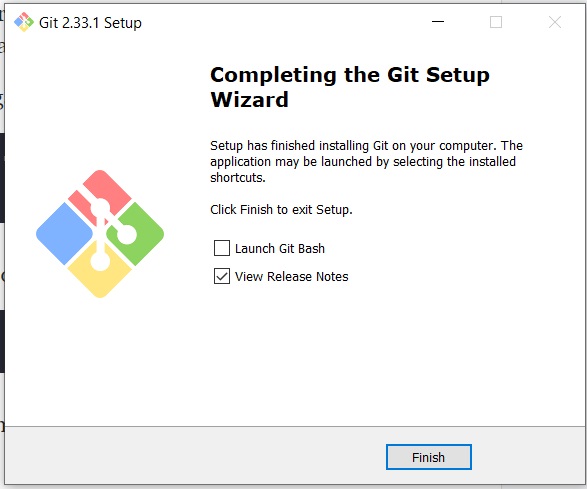 Git 2.33.1 Setup
Completing the Git Setup
Wizard
Setup has finished installing Git on your computer. The
application may be launched by selecting the installed
shortcuts.
Click Finish to exit Setup.
Launch Git Bash
View Release Notes
Finish